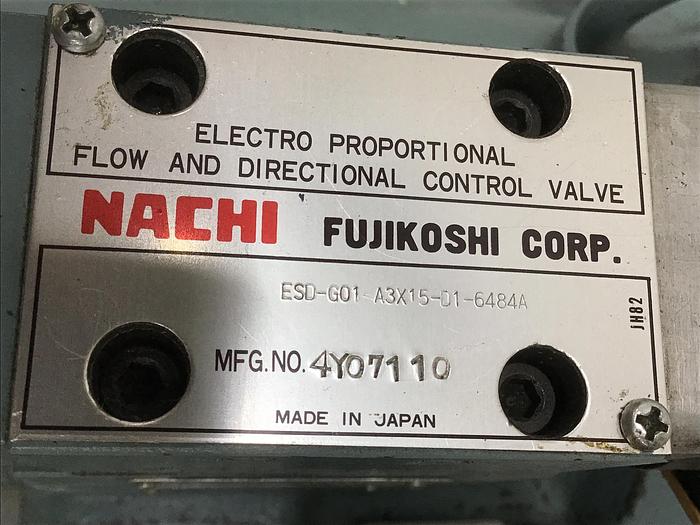 ELECTRO PROPORTIONAL
FLOW AND DIRECTIONAL CONTROL VALVE
NACHI FUJIKOSHI CORP.
ESD-G01-A3X15-D1-6484A
JH82
MFG.NO. 4Y07110
MADE IN JAPAN